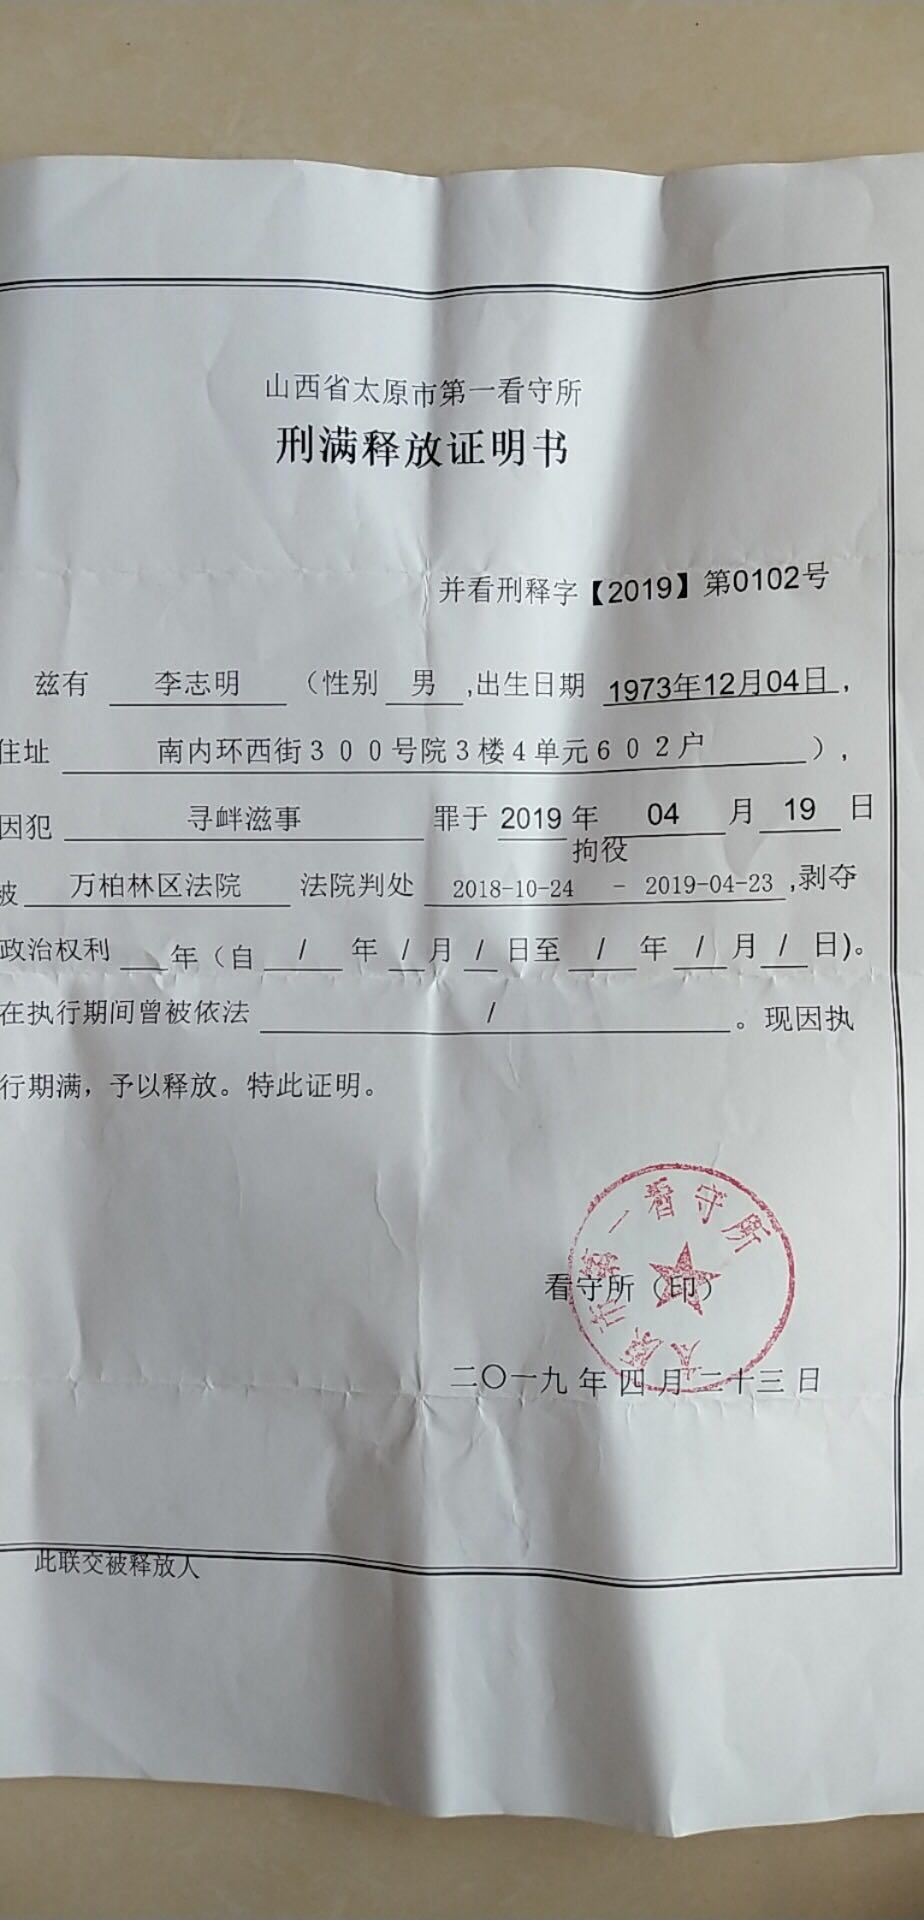 山西省太原市第一看守所
刑满释放证明书
并看刑释字【2019】第0102号
兹有 李志明 （性别 男 ,出生日期 1973年12月04日，
住址 南内环西街300号院3楼4单元602户 ），
因犯 寻衅滋事 罪于 2019 年 04 月 19 日
拘役
被 万柏林区法院 法院判处 2018-10-24 - 2019-04-23 ,剥夺
政治权利 年（自 / 年 / 月 / 日至 / 年 / 月 / 日)。
在执行期间曾被依法 / 。现因执
行期满，予以释放。特此证明。
看守所（印）
太原市第一看守所
二〇一九年四月二十三日
此联交被释放人